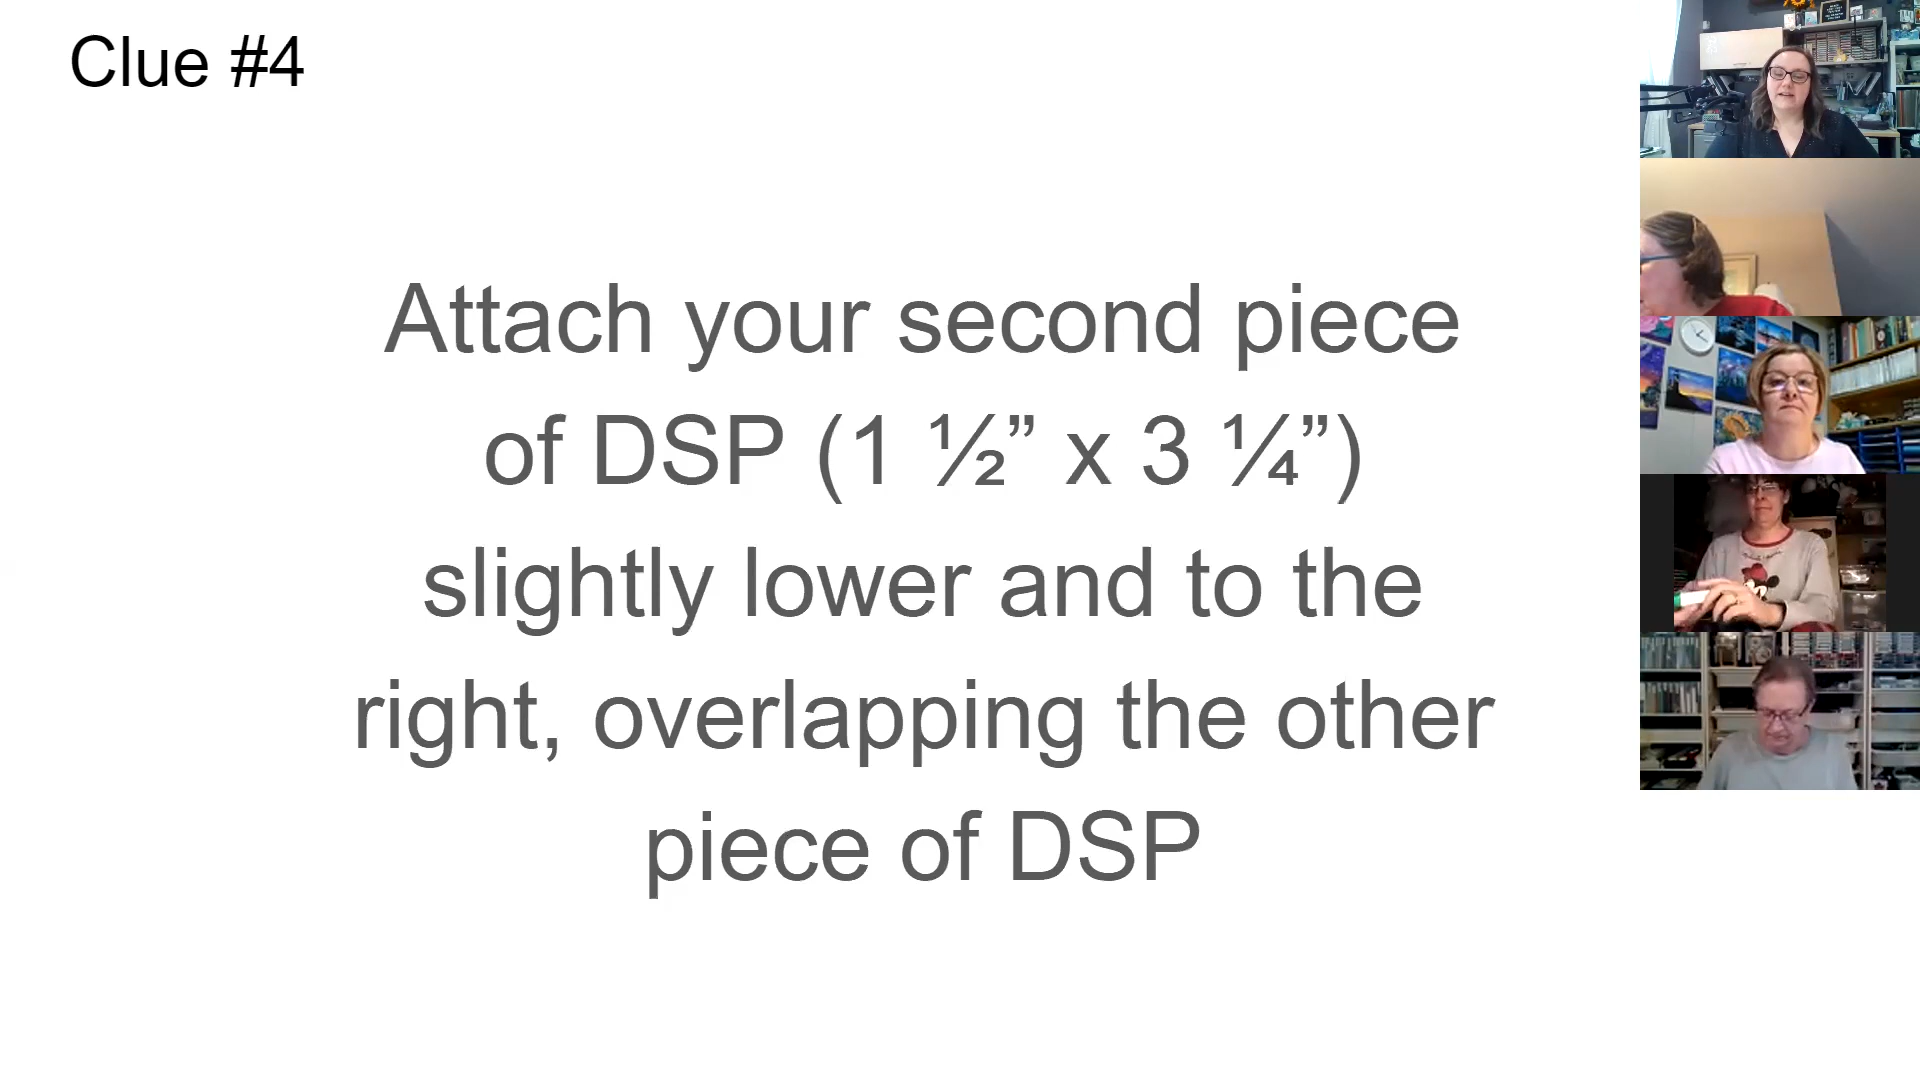 Clue #4
Attach your second piece
of DSP (1 ½” x 3 ¼”)
slightly lower and to the
right, overlapping the other
piece of DSP